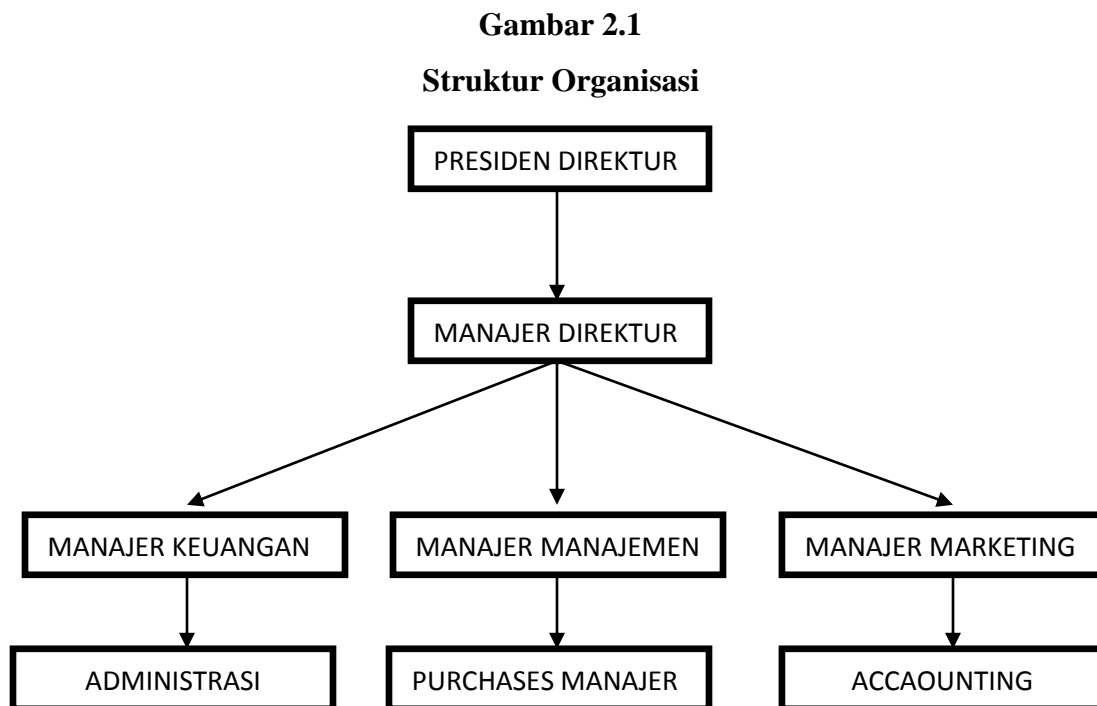 Gambar 2.1
Struktur Organisasi
PRESIDEN DIREKTUR
MANAJER DIREKTUR
MANAJER KEUANGAN
MANAJER MANAJEMEN
MANAJER MARKETING
ADMINISTRASI
PURCHASES MANAJER
ACCAOUNTING